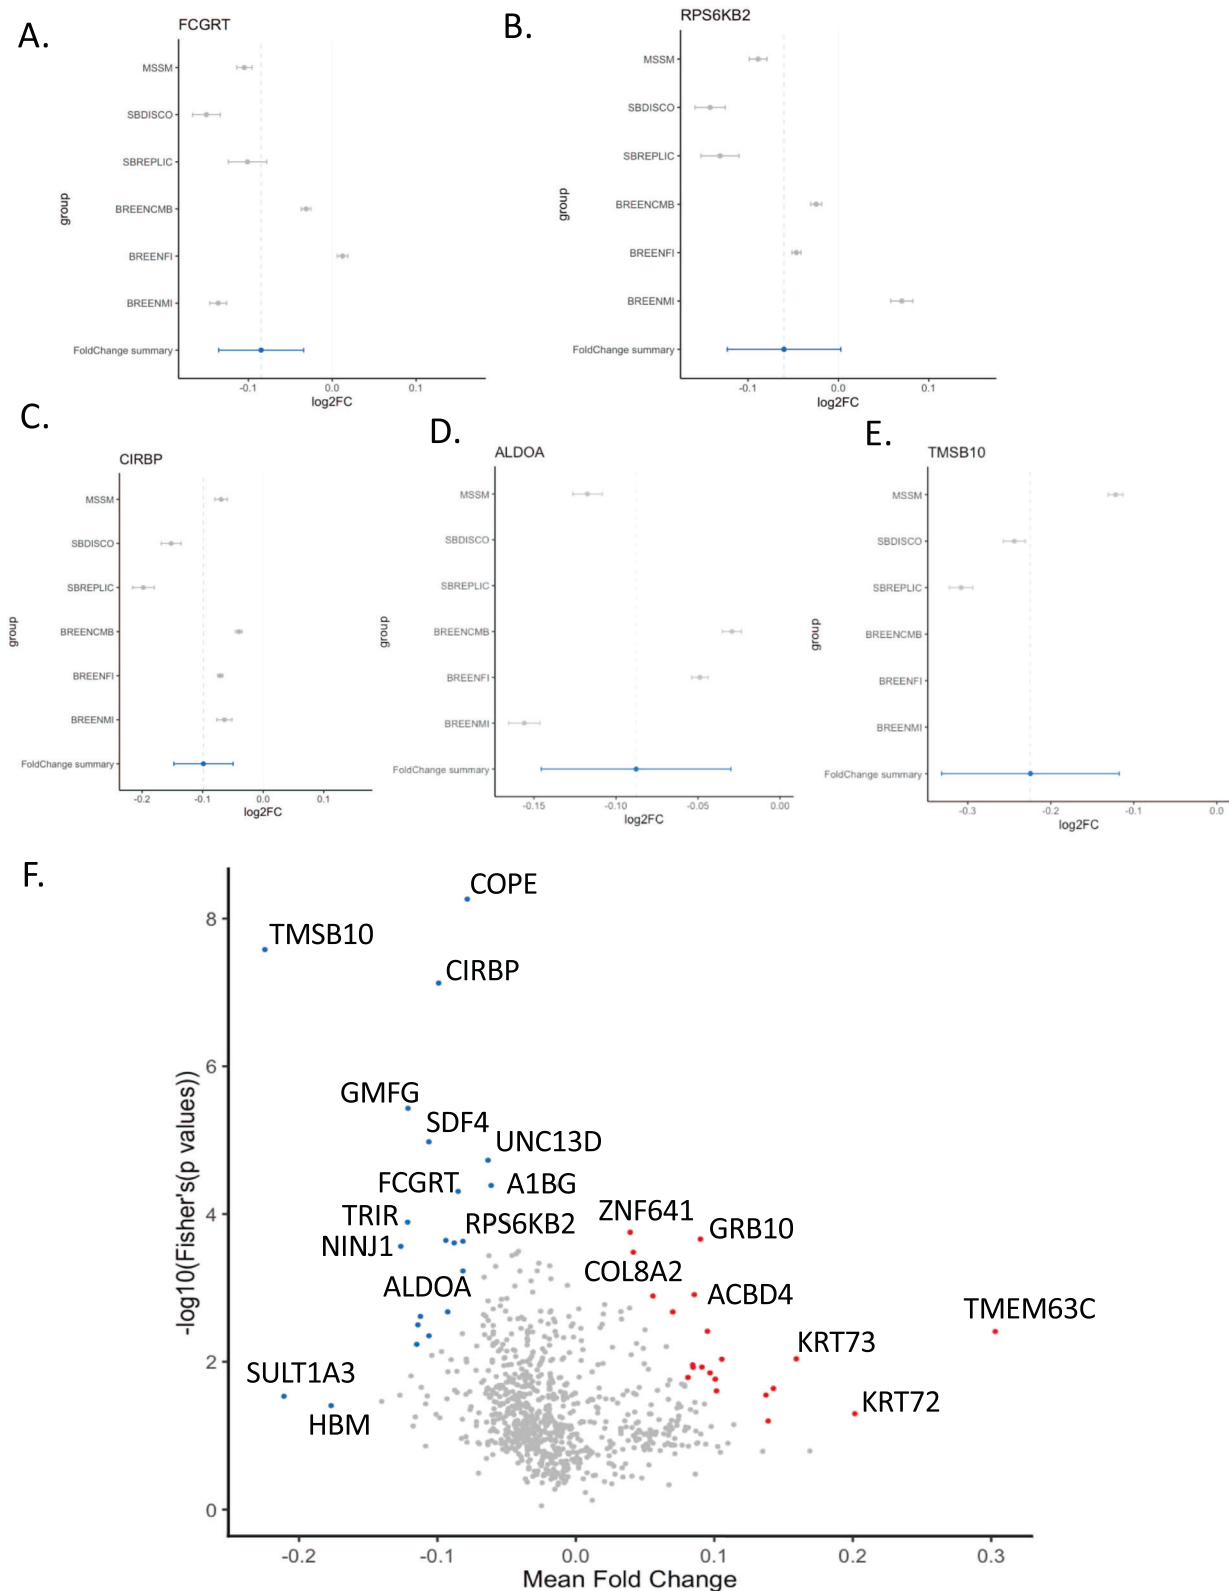 A.
FCGRT
MSSM
SBDISCO
SBREPLIC
BREENCMB
BREENFI
BREENMI
FoldChange summary
group
-0.1 0.0 0.1
log2FC
B.
RPS6KB2
MSSM
SBDISCO
SBREPLIC
BREENCMB
BREENFI
BREENMI
FoldChange summary
group
-0.1 0.0 0.1
log2FC
C.
CIRBP
MSSM
SBDISCO
SBREPLIC
BREENCMB
BREENFI
BREENMI
FoldChange summary
group
-0.2 -0.1 0.0 0.1
log2FC
D.
ALDOA
MSSM
SBDISCO
SBREPLIC
BREENCMB
BREENFI
BREENMI
FoldChange summary
group
-0.15 -0.10 -0.05 0.00
log2FC
E.
TMSB10
MSSM
SBDISCO
SBREPLIC
BREENCMB
BREENFI
BREENMI
FoldChange summary
group
-0.3 -0.2 -0.1 0.0
log2FC
F.
COPE
TMSB10
CIRBP
GMFG
SDF4
UNC13D
FCGRT
A1BG
TRIR
RPS6KB2
ZNF641
GRB10
NINJ1
COL8A2
ALDOA
ACBD4
TMEM63C
KRT73
SULT1A3
KRT72
HBM
8
6
4
2
0
-log10(Fisher's(p values))
-0.2 -0.1 0.0 0.1 0.2 0.3
Mean Fold Change